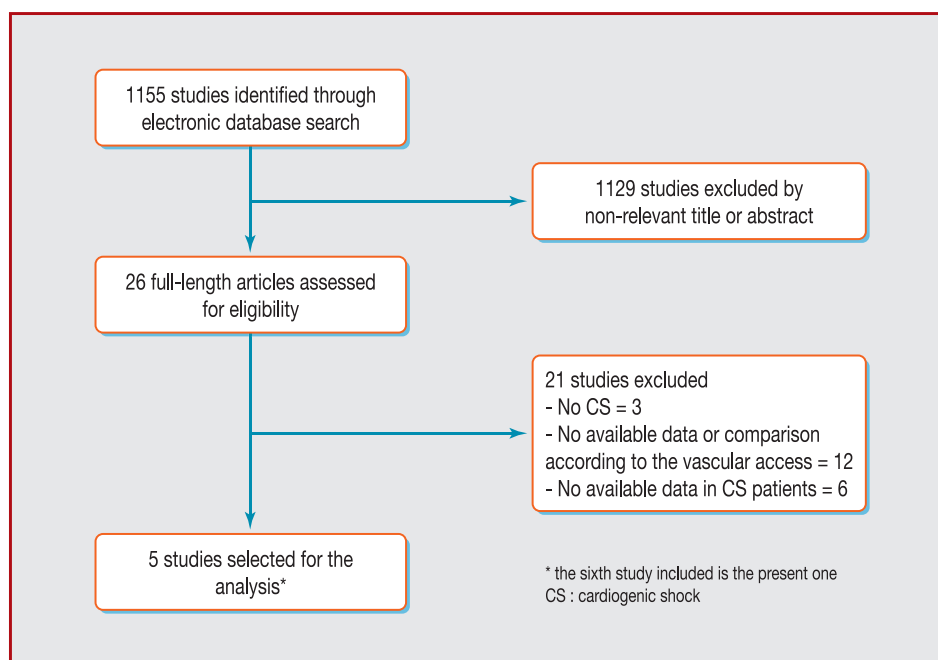 1155 studies identified through
electronic database search
1129 studies excluded by
non-relevant title or abstract
26 full-length articles assessed
for eligibility
21 studies excluded
- No CS = 3
- No available data or comparison
according to the vascular access = 12
- No available data in CS patients = 6
5 studies selected for the
analysis*
* the sixth study included is the present one
CS : cardiogenic shock